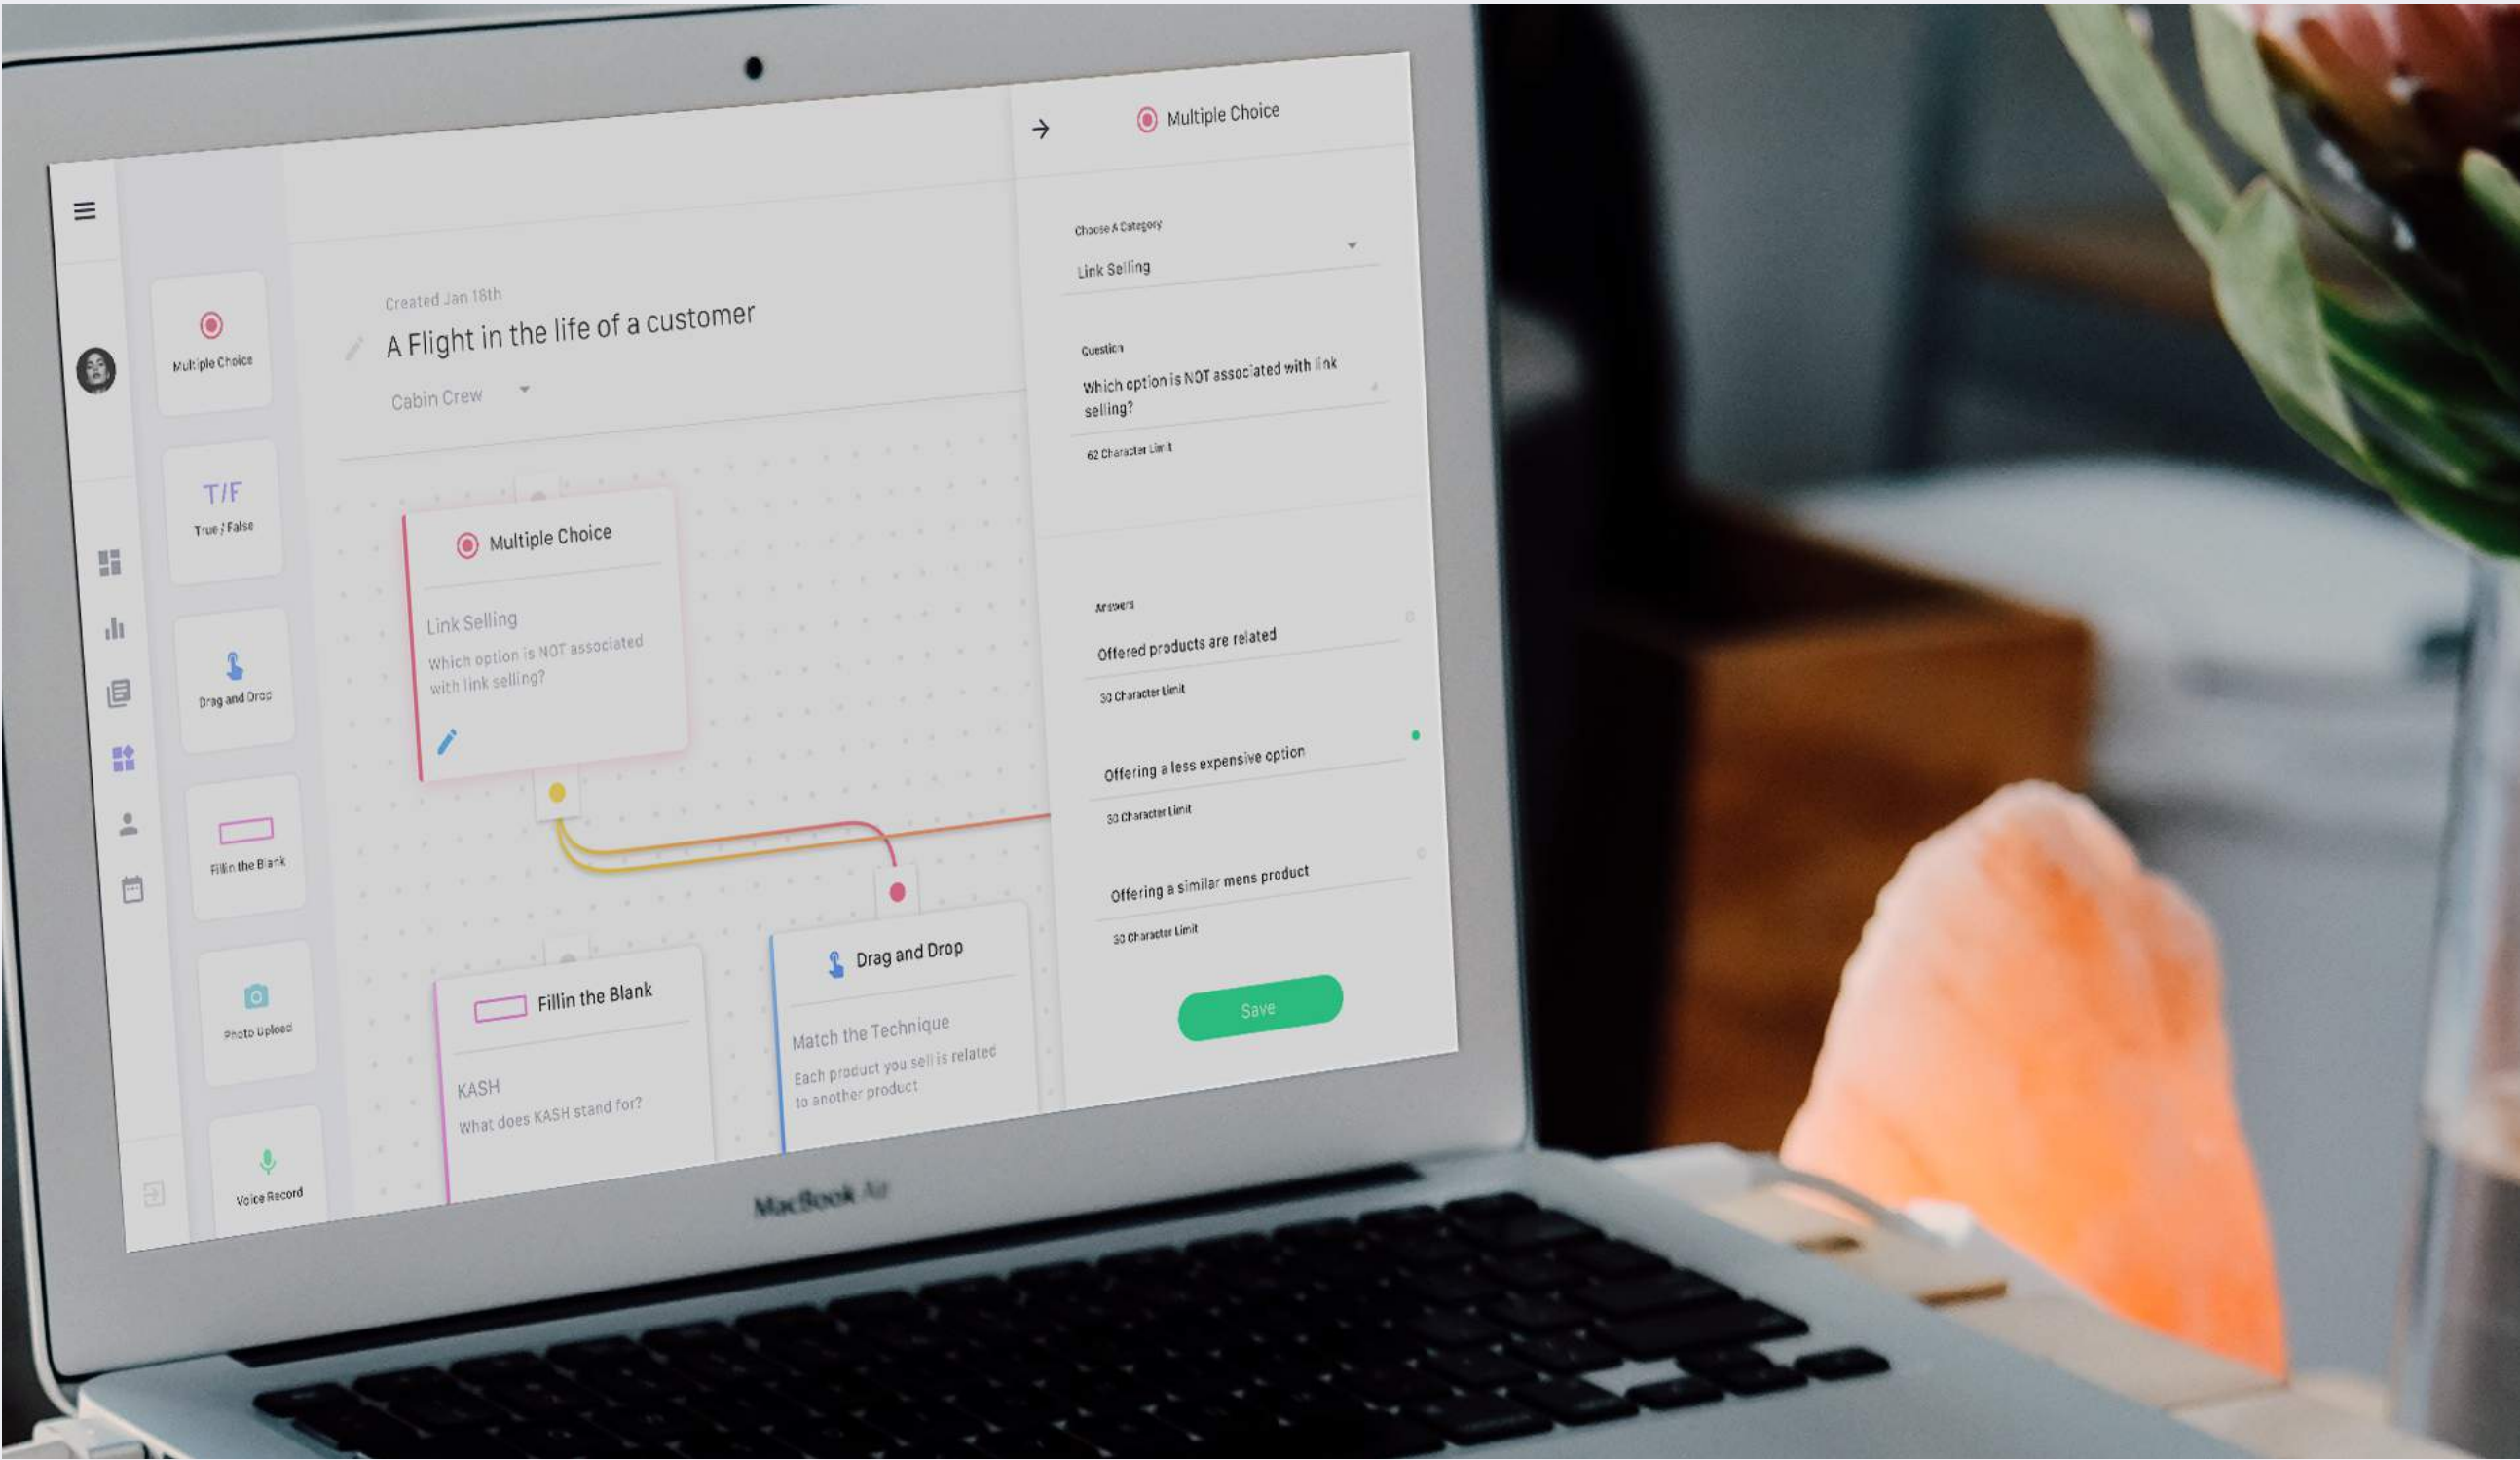 Multiple Choice
T/F
True / False
Drag and Drop
Fillin the Blank
Photo Upload
Voice Record
Created Jan 18th
A Flight in the life of a customer
Cabin Crew
Multiple Choice
Link Selling
Which option is NOT associated
with link selling?
Fillin the Blank
KASH
What does KASH stand for?
Drag and Drop
Match the Technique
Each product you sell is related
to another product
Multiple Choice
Choose A Category
Link Selling
Question
Which option is NOT associated with link
selling?
62 Character Limit
Answers
Offered products are related
30 Character Limit
Offering a less expensive option
30 Character Limit
Offering a similar mens product
30 Character Limit
Save
MacBook Air